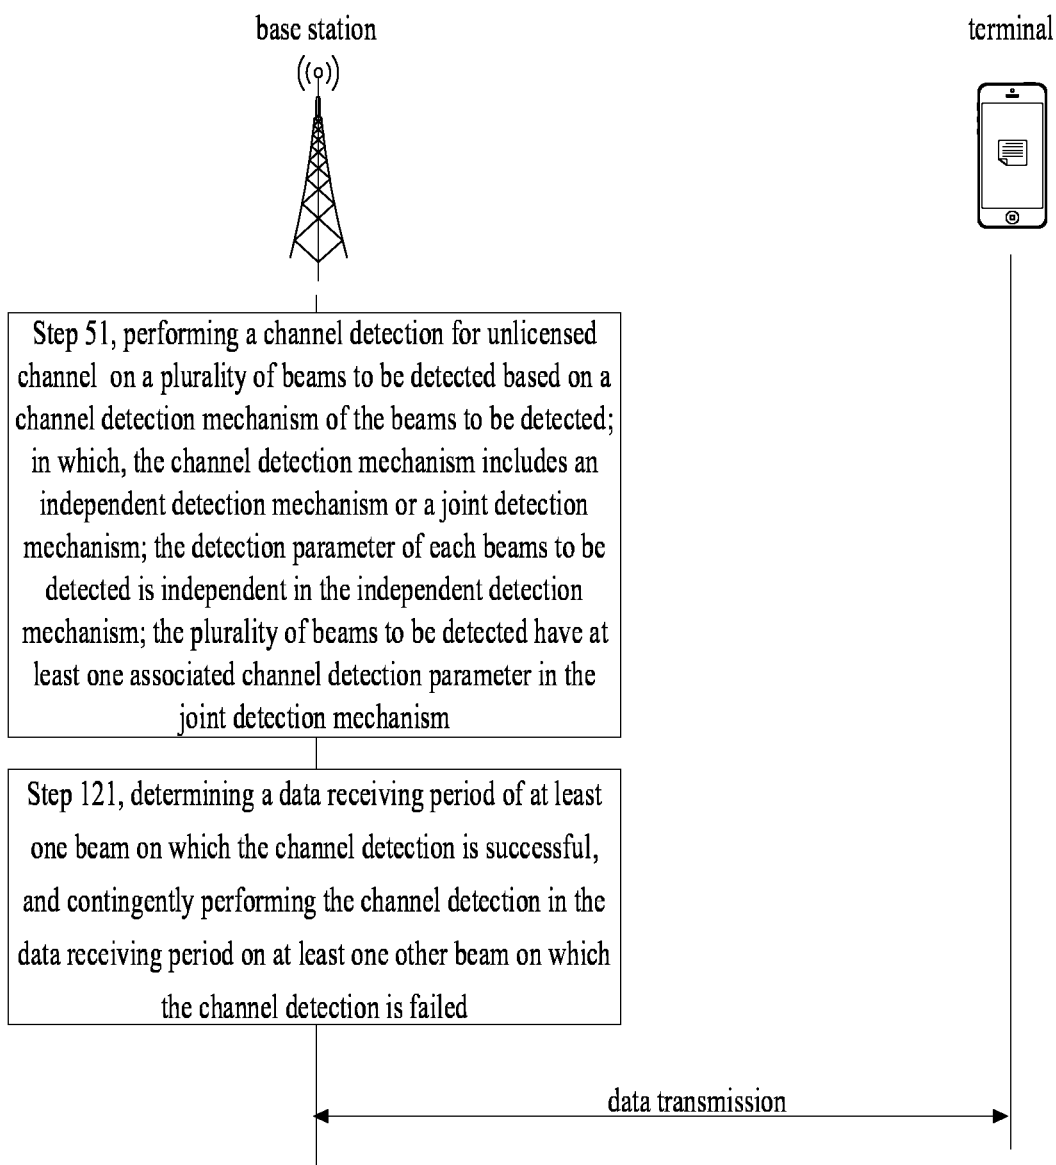 base station
terminal
Step 51, performing a channel detection for unlicensed
channel on a plurality of beams to be detected based on a
channel detection mechanism of the beams to be detected;
in which, the channel detection mechanism includes an
independent detection mechanism or a joint detection
mechanism; the detection parameter of each beams to be
detected is independent in the independent detection
mechanism; the plurality of beams to be detected have at
least one associated channel detection parameter in the
joint detection mechanism
Step 121, determining a data receiving period of at least
one beam on which the channel detection is successful,
and contingently performing the channel detection in the
data receiving period on at least one other beam on which
the channel detection is failed
data transmission